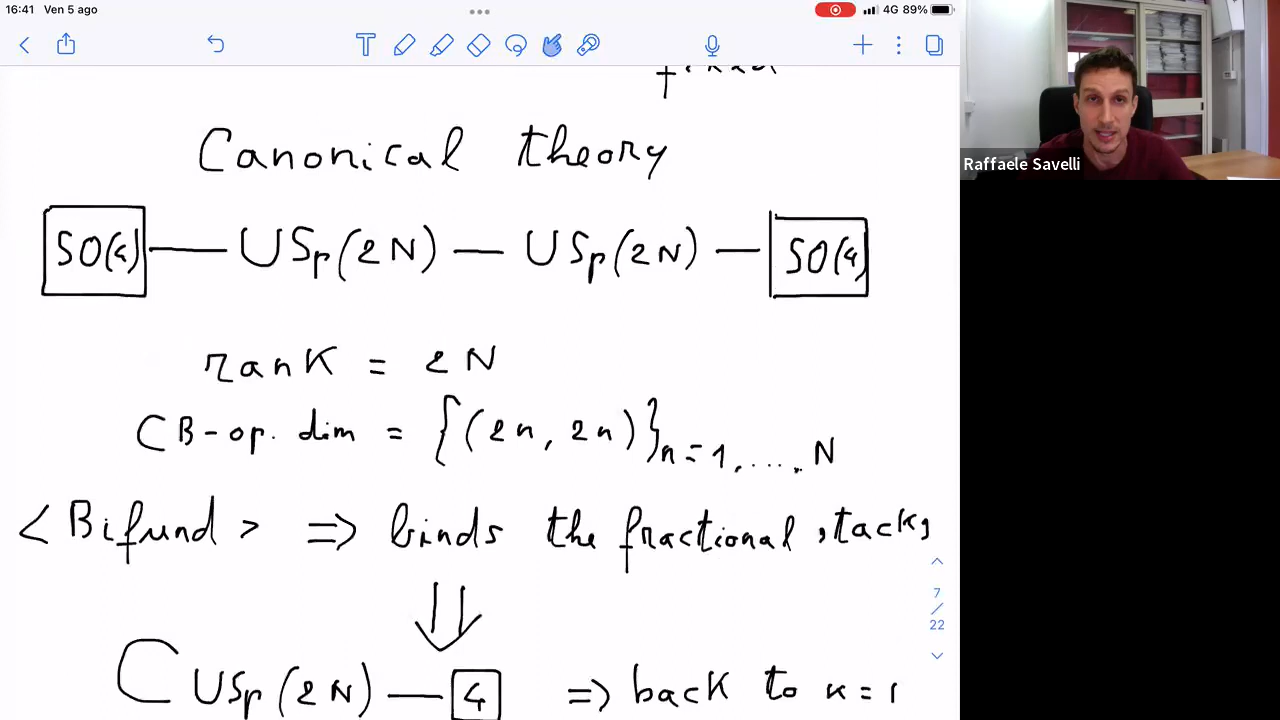 16:41 Ven 5 ago
4G 89%
Raffaele Savelli
Canonical theory
SO(4) — USp(2N) — USp(2N) — SO(4)
rank = 2N
CB-op. dim = {(2n, 2n)}n=1,....,N
<Bifund> => binds the fractional stacks
7
/
22
USp(2N) — 4 => back to k=1